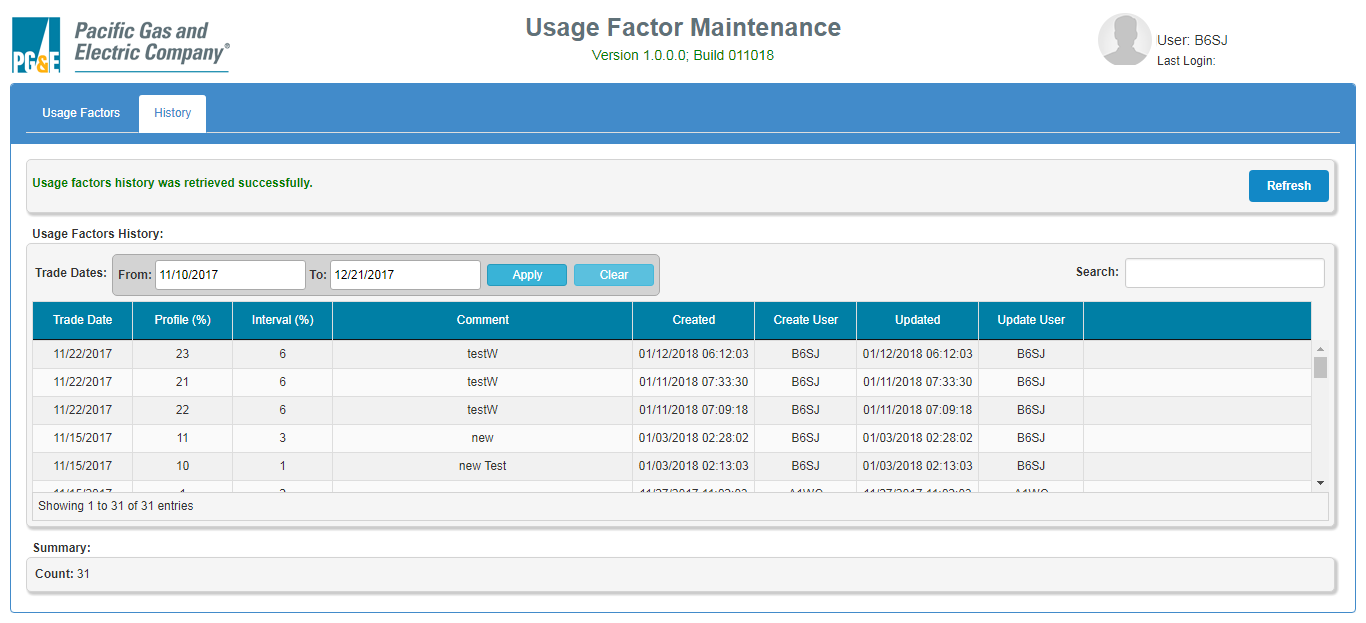 PG&E Pacific Gas and Electric Company®
Usage Factor Maintenance
Version 1.0.0.0; Build 011018
User: B6SJ
Last Login:
Usage Factors History
Usage factors history was retrieved successfully. Refresh
Usage Factors History:
Trade Dates: From: 11/10/2017 To: 12/21/2017 Apply Clear Search:
Trade Date Profile (%) Interval (%) Comment Created Create User Updated Update User
11/22/2017 23 6 testW 01/12/2018 06:12:03 B6SJ 01/12/2018 06:12:03 B6SJ
11/22/2017 21 6 testW 01/11/2018 07:33:30 B6SJ 01/11/2018 07:33:30 B6SJ
11/22/2017 22 6 testW 01/11/2018 07:09:18 B6SJ 01/11/2018 07:09:18 B6SJ
11/15/2017 11 3 new 01/03/2018 02:28:02 B6SJ 01/03/2018 02:28:02 B6SJ
11/15/2017 10 1 new Test 01/03/2018 02:13:03 B6SJ 01/03/2018 02:13:03 B6SJ
Showing 1 to 31 of 31 entries
Summary:
Count: 31